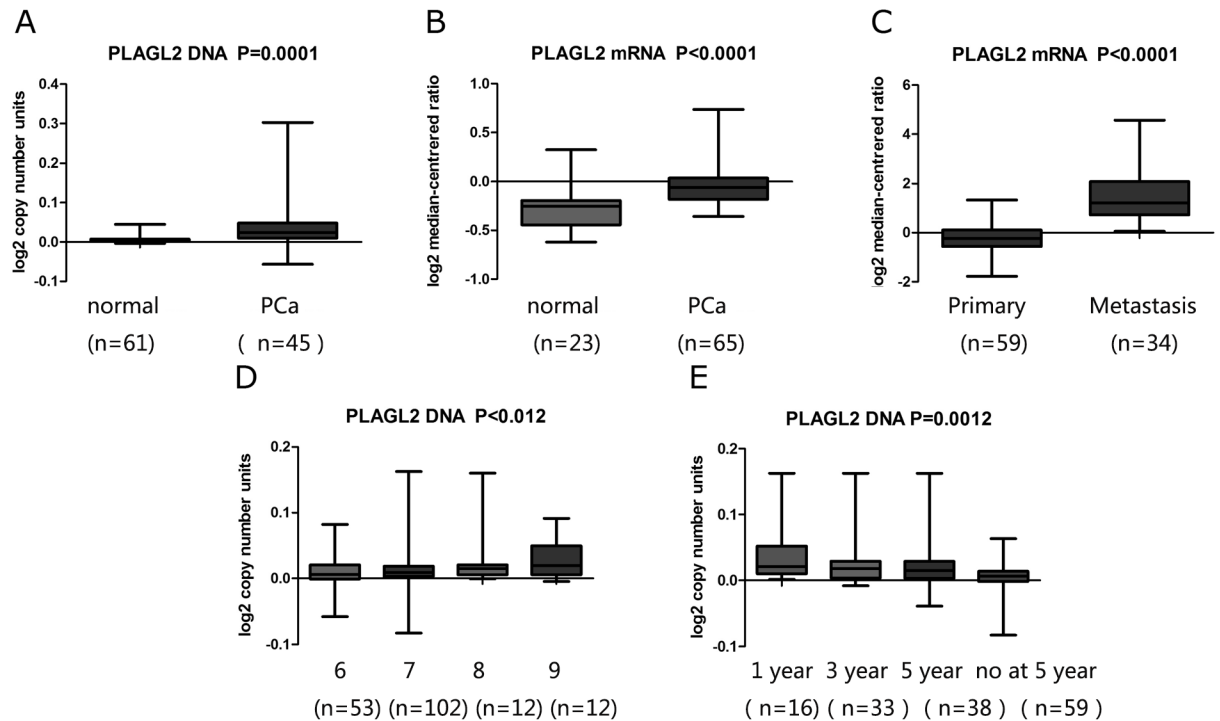 A
PLAGL2 DNA P=0.0001
log2 copy number units
0.4
0.3
0.2
0.1
0.0
-0.1
normal
PCa
(n=61)
( n=45 )
B
PLAGL2 mRNA P<0.0001
log2 median-centrered ratio
1.0
0.5
0.0
-0.5
-1.0
normal
PCa
(n=23)
(n=65)
C
PLAGL2 mRNA P<0.0001
log2 median-centrered ratio
6
4
2
0
-2
Primary
Metastasis
(n=59)
(n=34)
D
PLAGL2 DNA P<0.012
log2 copy number units
0.2
0.1
0.0
-0.1
6 7 8 9
(n=53) (n=102) (n=12) (n=12)
E
PLAGL2 DNA P=0.0012
log2 copy number units
0.2
0.1
0.0
-0.1
1 year 3 year 5 year no at 5 year
( n=16) ( n=33 ) ( n=38 ) ( n=59 )